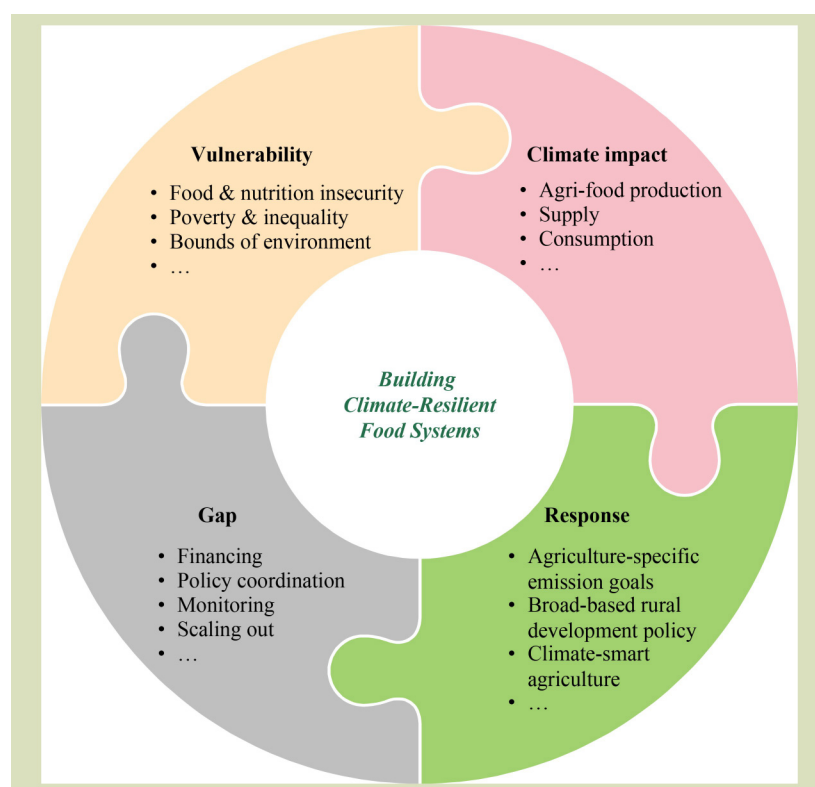 Vulnerability
• Food & nutrition insecurity
• Poverty & inequality
• Bounds of environment
• …
Climate impact
• Agri-food production
• Supply
• Consumption
• …
Building
Climate-Resilient
Food Systems
Gap
• Financing
• Policy coordination
• Monitoring
• Scaling out
• …
Response
• Agriculture-specific
emission goals
• Broad-based rural
development policy
• Climate-smart
agriculture
• …